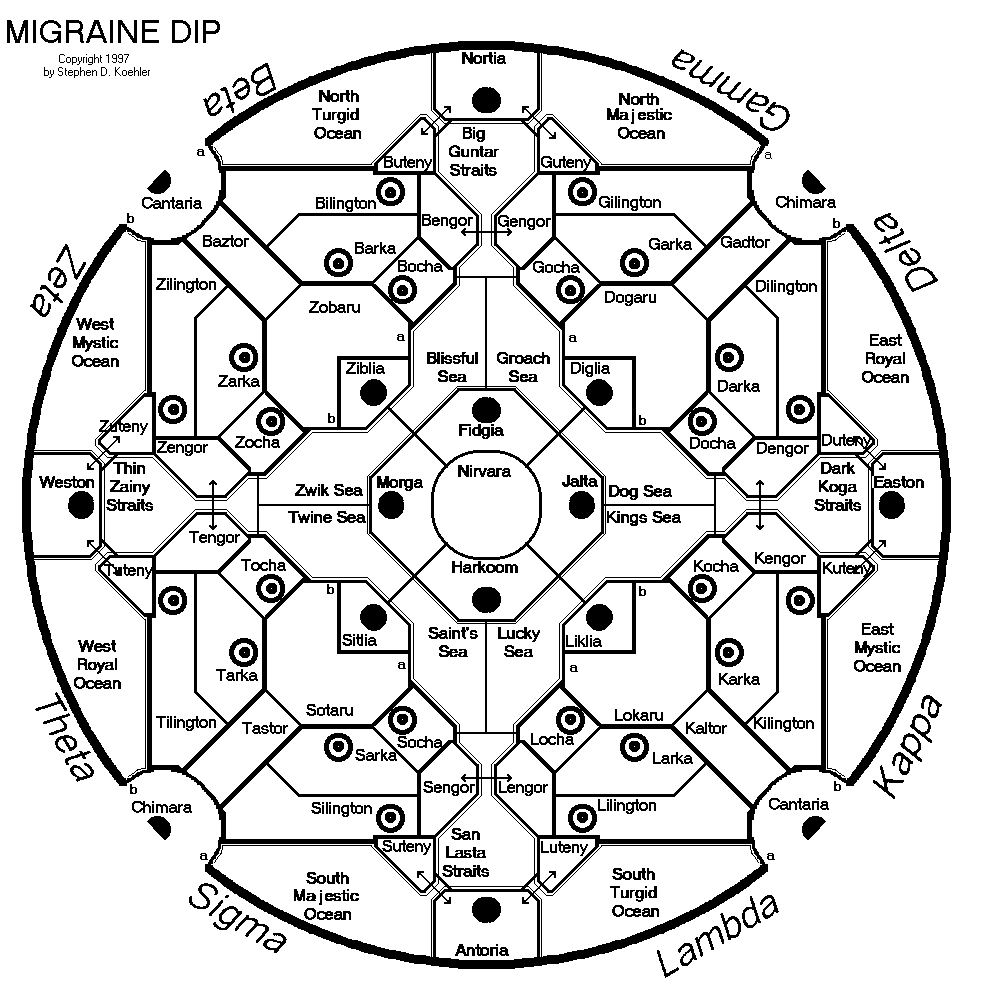 MIGRAINE DIP
Copyright 1997
by Stephen D. Koehler
Beta
Gamma
Nortia
North
Turgid
Ocean
North
Majestic
Ocean
Big
Guntar
Straits
Buteny
Guteny
a
a
Cantaria
Chimara
b
b
Bilington
Gilington
Bengor
Gengor
Baztor
Barka
Garka
Gadtor
Bocha
Gocha
Zeta
Delta
Zilington
Dilington
Zobaru
Dogaru
West
Mystic
Ocean
East
Royal
Ocean
a
a
Blissful
Sea
Groach
Sea
Ziblia
Diglia
Zarka
Darka
b
b
Zuteny
Duteny
Zengor
Zocha
Docha
Dengor
Fidgia
Nirvara
Weston
Thin
Zainy
Straits
Zwik Sea
Morga
Jalta
Dog Sea
Dark
Koga
Straits
Easton
Twine Sea
Kings Sea
Tengor
Kengor
Tuteny
Tocha
Harkoom
Kocha
Kuteny
b
b
Sitlia
Liklia
Saint's
Sea
Lucky
Sea
West
Royal
Ocean
East
Mystic
Ocean
a
a
Tarka
Karka
Theta
Kappa
Tilington
Tastor
Sotaru
Lokaru
Kaltor
Kilington
Socha
Locha
Sarka
Larka
b
b
Chimara
Cantaria
Sengor
Lengor
Silington
Lilington
San
Lasta
Straits
Suteny
Luteny
a
a
South
Majestic
Ocean
South
Turgid
Ocean
Sigma
Lambda
Antoria